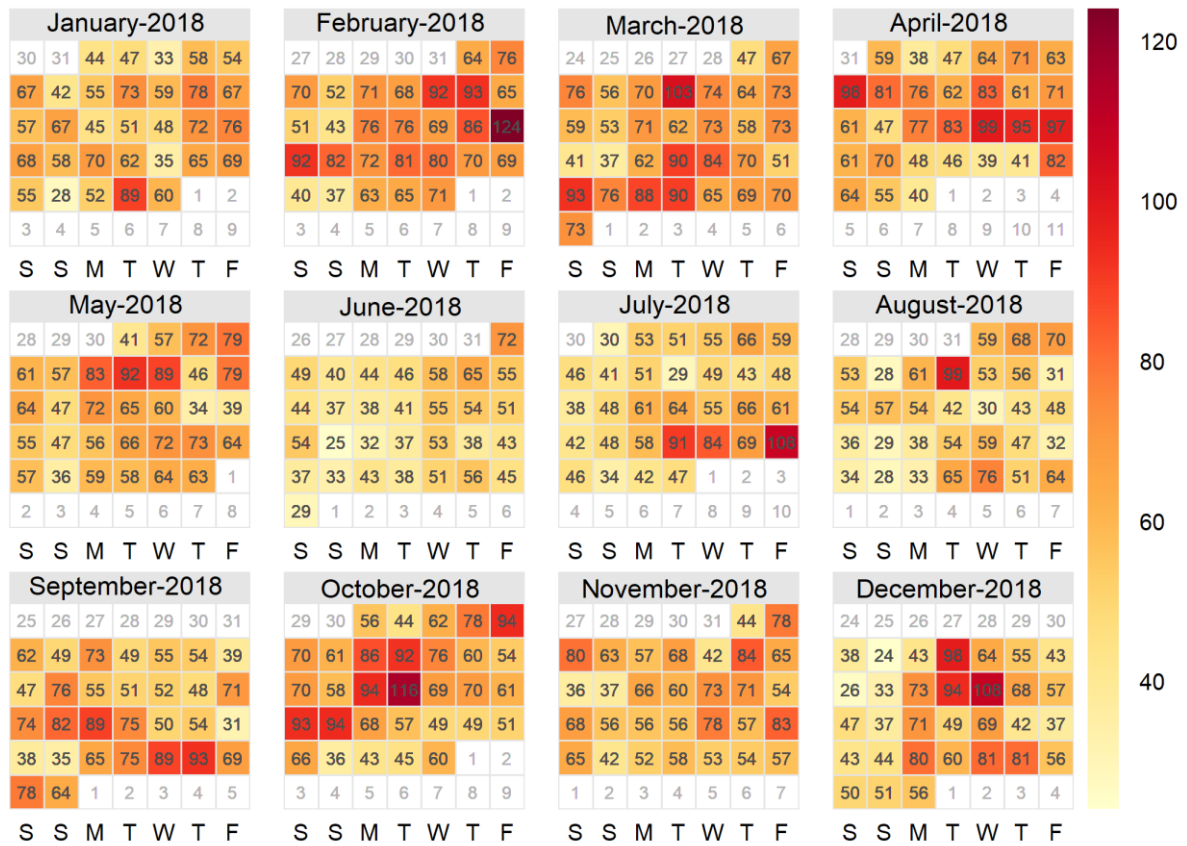 January-2018 February-2018 March-2018 April-2018
30 31 44 47 33 58 54 27 28 29 30 31 64 76 24 25 26 27 28 47 67 31 59 38 47 64 71 63 120
67 42 55 73 59 78 67 70 52 71 68 92 93 65 76 56 70 103 74 64 73 98 81 76 62 83 61 71
57 67 45 51 48 72 76 51 43 76 76 69 86 124 59 53 71 62 73 58 73 61 47 77 83 99 95 97
68 58 70 62 35 65 69 92 82 72 81 80 70 69 41 37 62 90 84 70 51 61 70 48 46 39 41 82
55 28 52 89 60 1 2 40 37 63 65 71 1 2 93 76 88 90 65 69 70 64 55 40 1 2 3 4 100
3 4 5 6 7 8 9 3 4 5 6 7 8 9 73 1 2 3 4 5 6 5 6 7 8 9 10 11
S S M T W T F S S M T W T F S S M T W T F S S M T W T F
May-2018 June-2018 July-2018 August-2018
28 29 30 41 57 72 79 26 27 28 29 30 31 72 30 30 53 51 55 66 59 28 29 30 31 59 68 70
61 57 83 92 89 46 79 49 40 44 46 58 65 55 46 41 51 29 49 43 48 53 28 61 99 53 56 31 80
64 47 72 65 60 34 39 44 37 38 41 55 54 51 38 48 61 64 55 66 61 54 57 54 42 30 43 48
55 47 56 66 72 73 64 54 25 32 37 53 38 43 42 48 58 91 84 69 108 36 29 38 54 59 47 32
57 36 59 58 64 63 1 37 33 43 38 51 56 45 46 34 42 47 1 2 3 34 28 33 65 76 51 64
2 3 4 5 6 7 8 29 1 2 3 4 5 6 4 5 6 7 8 9 10 1 2 3 4 5 6 7 60
S S M T W T F S S M T W T F S S M T W T F S S M T W T F
September-2018 October-2018 November-2018 December-2018
25 26 27 28 29 30 31 29 30 56 44 62 78 94 27 28 29 30 31 44 78 24 25 26 27 28 29 30
62 49 73 49 55 54 39 70 61 86 92 76 60 54 80 63 57 68 42 84 65 38 24 43 98 64 55 43
47 76 55 51 52 48 71 70 58 94 116 69 70 61 36 37 66 60 73 71 54 26 33 73 94 108 68 57 40
74 82 89 75 50 54 31 93 94 68 57 49 49 51 68 56 56 56 78 57 83 47 37 71 49 69 42 37
38 35 65 75 89 93 69 66 36 43 45 60 1 2 65 42 52 58 53 54 57 43 44 80 60 81 81 56
78 64 1 2 3 4 5 3 4 5 6 7 8 9 1 2 3 4 5 6 7 50 51 56 1 2 3 4
S S M T W T F S S M T W T F S S M T W T F S S M T W T F